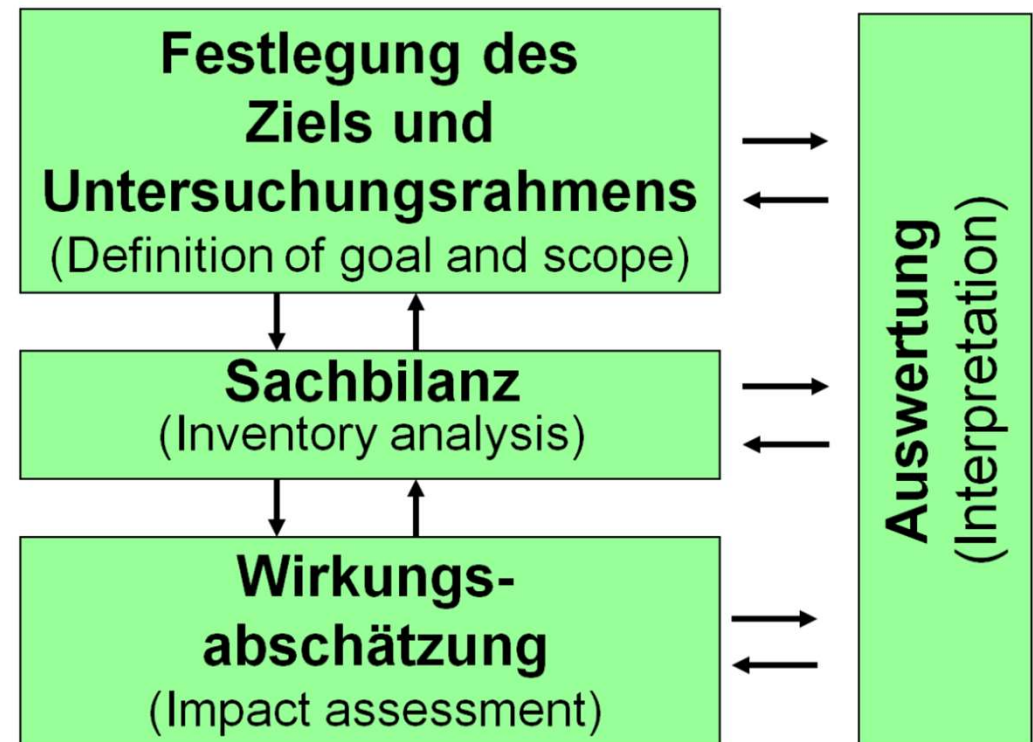 Festlegung des
Ziels und
Untersuchungsrahmens
(Definition of goal and scope)
Sachbilanz
(Inventory analysis)
Wirkungs-
abschätzung
(Impact assessment)
Auswertung
(Interpretation)